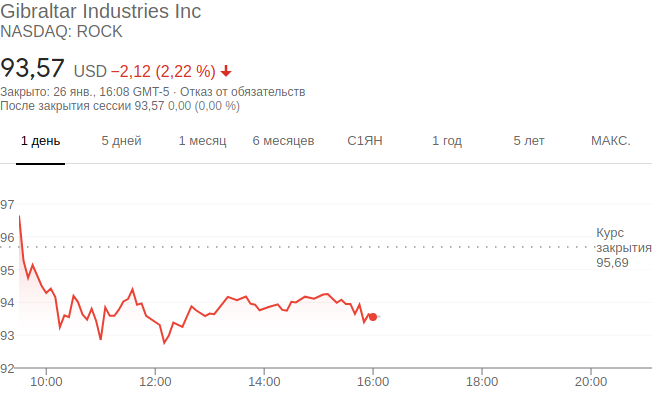 Gibraltar Industries Inc
NASDAQ: ROCK
93,57 USD −2,12 (2,22 %)
Закрыто: 26 янв., 16:08 GMT-5 · Отказ от обязательств
После закрытия сессии 93,57 0,00 (0,00 %)
1 день 5 дней 1 месяц 6 месяцев С1ЯН 1 год 5 лет МАКС.
97
96
95
94
93
92
Курс
закрытия
95,69
10:00 12:00 14:00 16:00 18:00 20:00